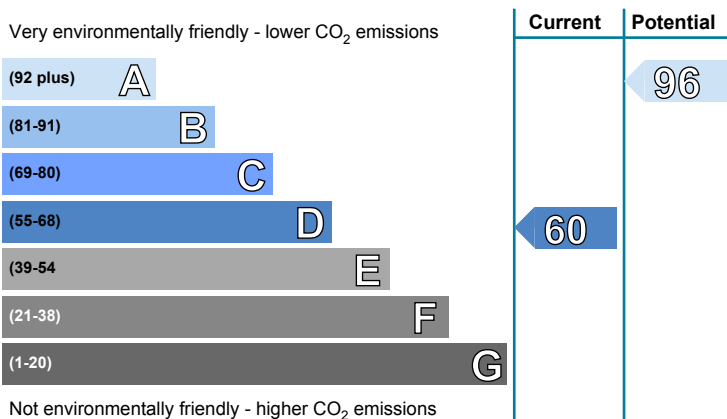 Very environmentally friendly - lower CO2 emissions
Current
Potential
(92 plus) A
96
(81-91) B
(69-80) C
(55-68) D
60
(39-54 E
(21-38) F
(1-20) G
Not environmentally friendly - higher CO2 emissions